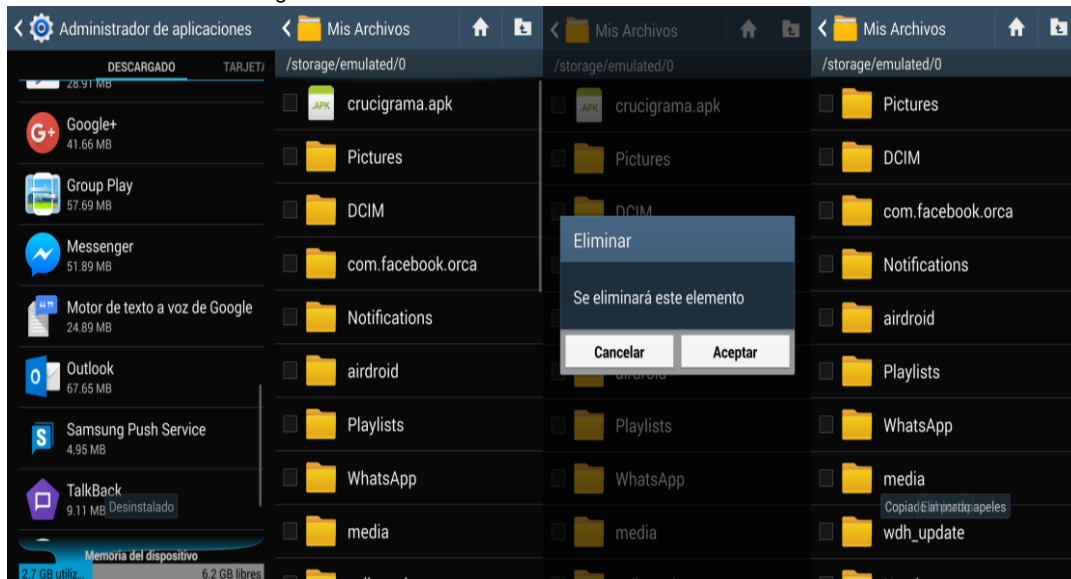 Administrador de aplicaciones
DESCARGADO
TARJETA
28.91 MB
Google+
41.66 MB
Group Play
57.69 MB
Messenger
51.89 MB
Motor de texto a voz de Google
24.89 MB
Outlook
67.65 MB
Samsung Push Service
4.95 MB
TalkBack
9.11 MB
Desinstalado
Memoria del dispositivo
2.7 GB utiliz...
6.2 GB libres
Mis Archivos
/storage/emulated/0
crucigrama.apk
Pictures
DCIM
com.facebook.orca
Notifications
airdroid
Playlists
WhatsApp
media
Mis Archivos
/storage/emulated/0
crucigrama.apk
Pictures
DCIM
Eliminar
Se eliminará este elemento
Cancelar
Aceptar
airdroid
Playlists
WhatsApp
media
Mis Archivos
/storage/emulated/0
Pictures
DCIM
com.facebook.orca
Notifications
airdroid
Playlists
WhatsApp
media
wdh_update